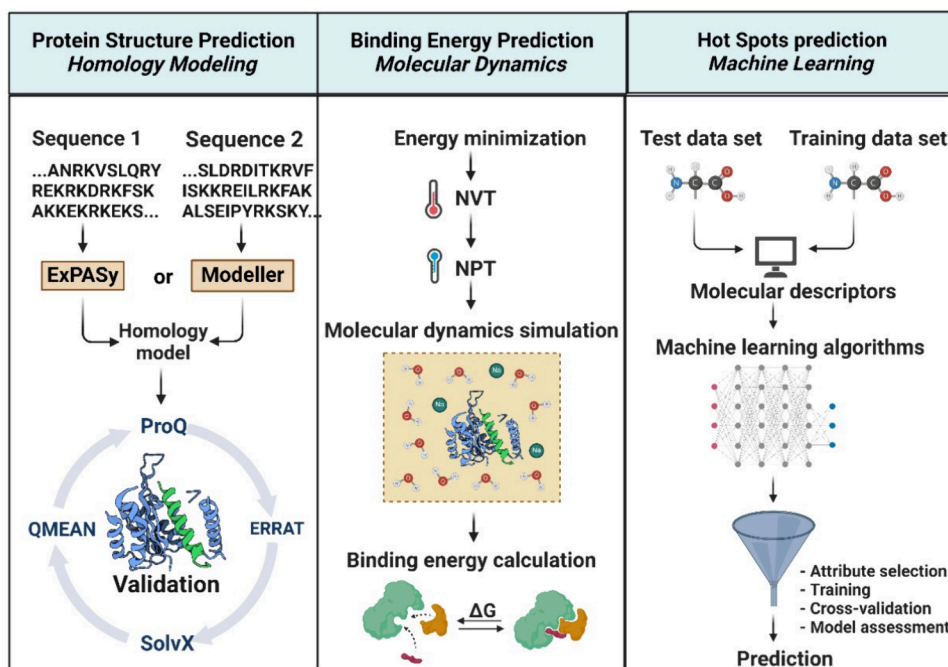 Protein Structure Prediction
Homology Modeling
Sequence 1
...ANRKVSLQRY
REKRKDRKFSK
AKKEKRKEKS...
Sequence 2
...SLDRDITKRVF
ISKKREILRKFAK
ALSEIPYRKSKY...
ExPASy
or
Modeller
Homology
model
ProQ
QMEAN
ERRAT
Validation
SolvX
Binding Energy Prediction
Molecular Dynamics
Energy minimization
NVT
NPT
Molecular dynamics simulation
Na
Na
Na
Binding energy calculation
ΔG
Hot Spots prediction
Machine Learning
Test data set
Training data set
N
C
C
O
O
H
N
C
C
O
O
H
Molecular descriptors
Machine learning algorithms
- Attribute selection
- Training
- Cross-validation
- Model assessment
Prediction